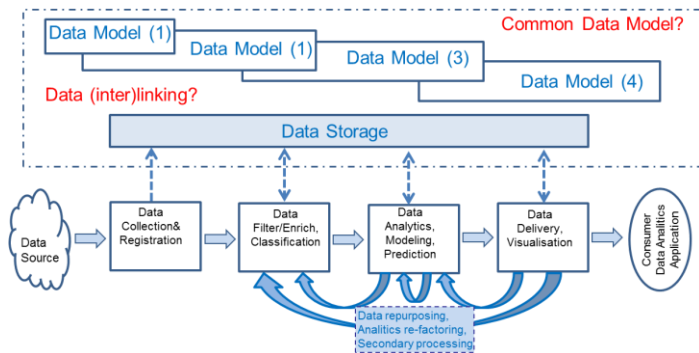 Common Data Model?
Data Model (1)
Data Model (1)
Data Model (3)
Data Model (4)
Data (inter)linking?
Data Storage
Data
Source
Data
Collection&
Registration
Data
Filter/Enrich,
Classification
Data
Analytics,
Modeling,
Prediction
Data
Delivery,
Visualisation
Consumer
Data Analitics
Application
Data repurposing,
Analitics re-factoring,
Secondary processing